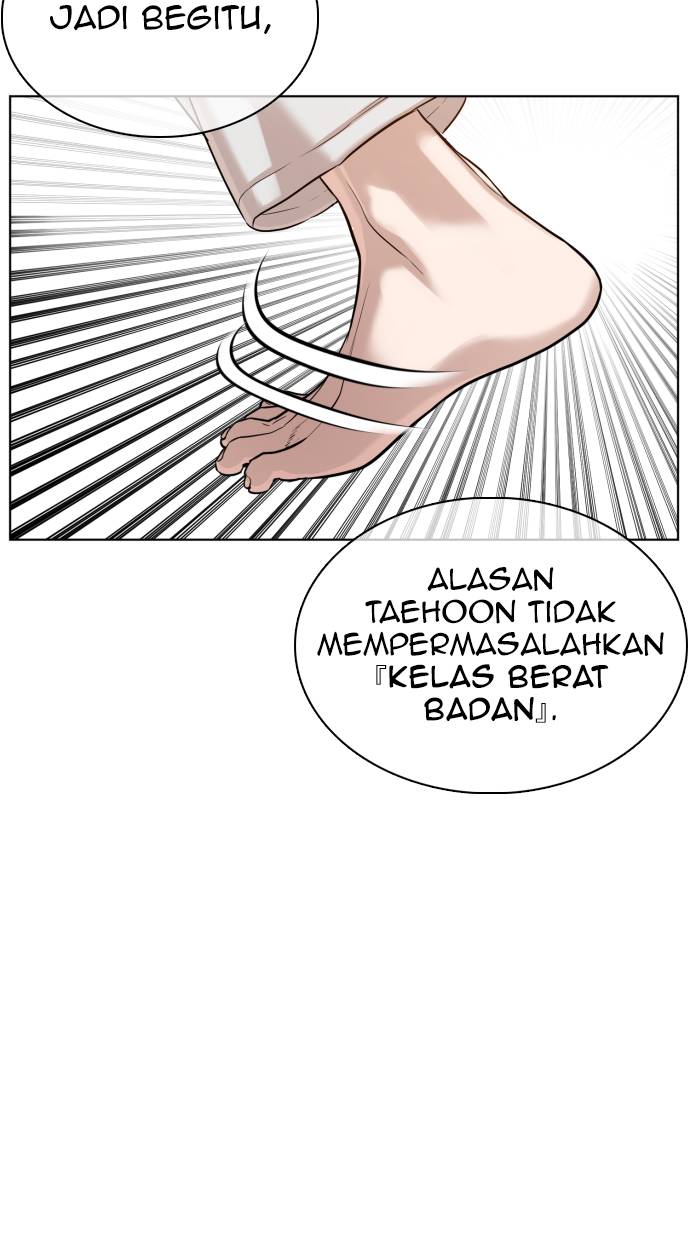 JADI BEGITU,
ALASAN
TAEHOON TIDAK
MEMPERMASALAHKAN
『KELAS BERAT
BADAN』.